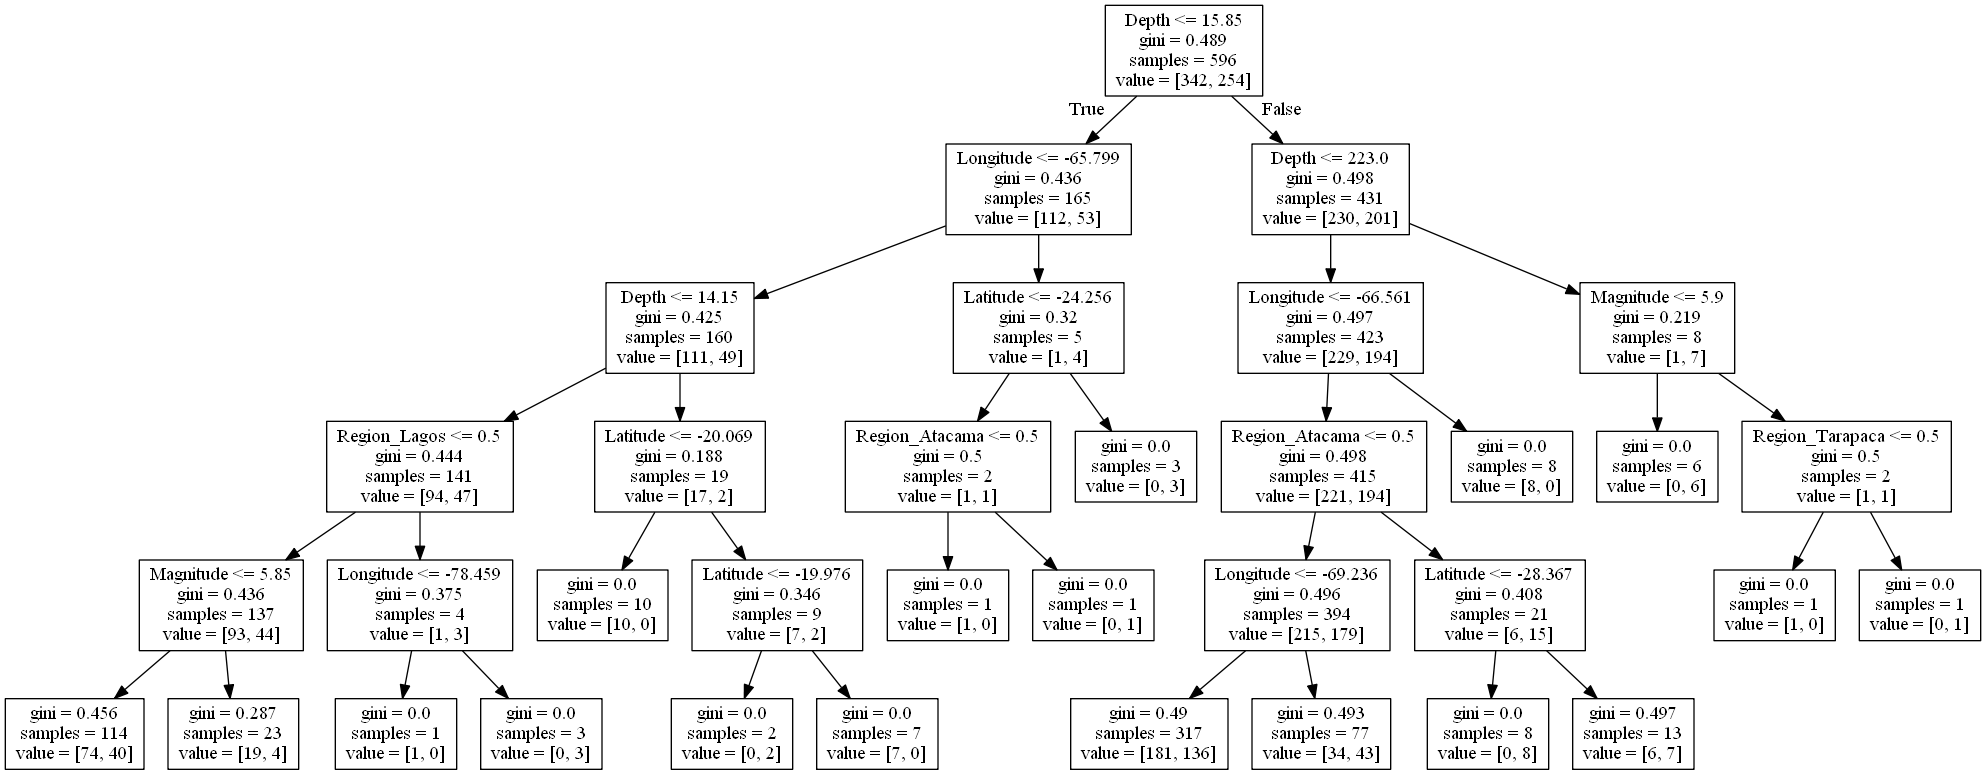 Depth <= 15.85
gini = 0.489
samples = 596
value = [342, 254]
True
False
Longitude <= -65.799
gini = 0.436
samples = 165
value = [112, 53]
Depth <= 223.0
gini = 0.498
samples = 431
value = [230, 201]
Depth <= 14.15
gini = 0.425
samples = 160
value = [111, 49]
Latitude <= -24.256
gini = 0.32
samples = 5
value = [1, 4]
Longitude <= -66.561
gini = 0.497
samples = 423
value = [229, 194]
Magnitude <= 5.9
gini = 0.219
samples = 8
value = [1, 7]
Region_Lagos <= 0.5
gini = 0.444
samples = 141
value = [94, 47]
Latitude <= -20.069
gini = 0.188
samples = 19
value = [17, 2]
Region_Atacama <= 0.5
gini = 0.5
samples = 2
value = [1, 1]
gini = 0.0
samples = 3
value = [0, 3]
Region_Atacama <= 0.5
gini = 0.498
samples = 415
value = [221, 194]
gini = 0.0
samples = 8
value = [8, 0]
gini = 0.0
samples = 6
value = [0, 6]
Region_Tarapaca <= 0.5
gini = 0.5
samples = 2
value = [1, 1]
Magnitude <= 5.85
gini = 0.436
samples = 137
value = [93, 44]
Longitude <= -78.459
gini = 0.375
samples = 4
value = [1, 3]
gini = 0.0
samples = 10
value = [10, 0]
Latitude <= -19.976
gini = 0.346
samples = 9
value = [7, 2]
gini = 0.0
samples = 1
value = [1, 0]
gini = 0.0
samples = 1
value = [0, 1]
Longitude <= -69.236
gini = 0.496
samples = 394
value = [215, 179]
Latitude <= -28.367
gini = 0.408
samples = 21
value = [6, 15]
gini = 0.0
samples = 1
value = [1, 0]
gini = 0.0
samples = 1
value = [0, 1]
gini = 0.456
samples = 114
value = [74, 40]
gini = 0.287
samples = 23
value = [19, 4]
gini = 0.0
samples = 1
value = [1, 0]
gini = 0.0
samples = 3
value = [0, 3]
gini = 0.0
samples = 2
value = [0, 2]
gini = 0.0
samples = 7
value = [7, 0]
gini = 0.49
samples = 317
value = [181, 136]
gini = 0.493
samples = 77
value = [34, 43]
gini = 0.0
samples = 8
value = [0, 8]
gini = 0.497
samples = 13
value = [6, 7]